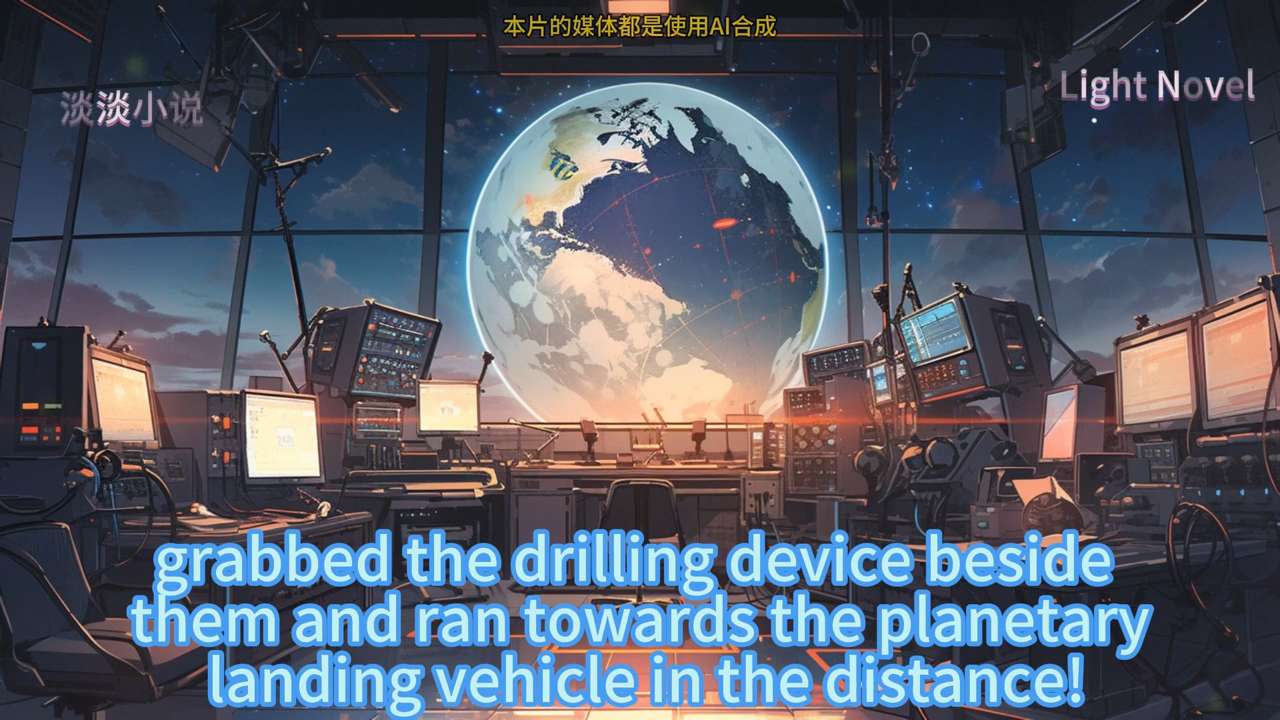 本片的媒体都是使用AI合成
淡淡小说
Light Novel
grabbed the drilling device beside
them and ran towards the planetary
landing vehicle in the distance!